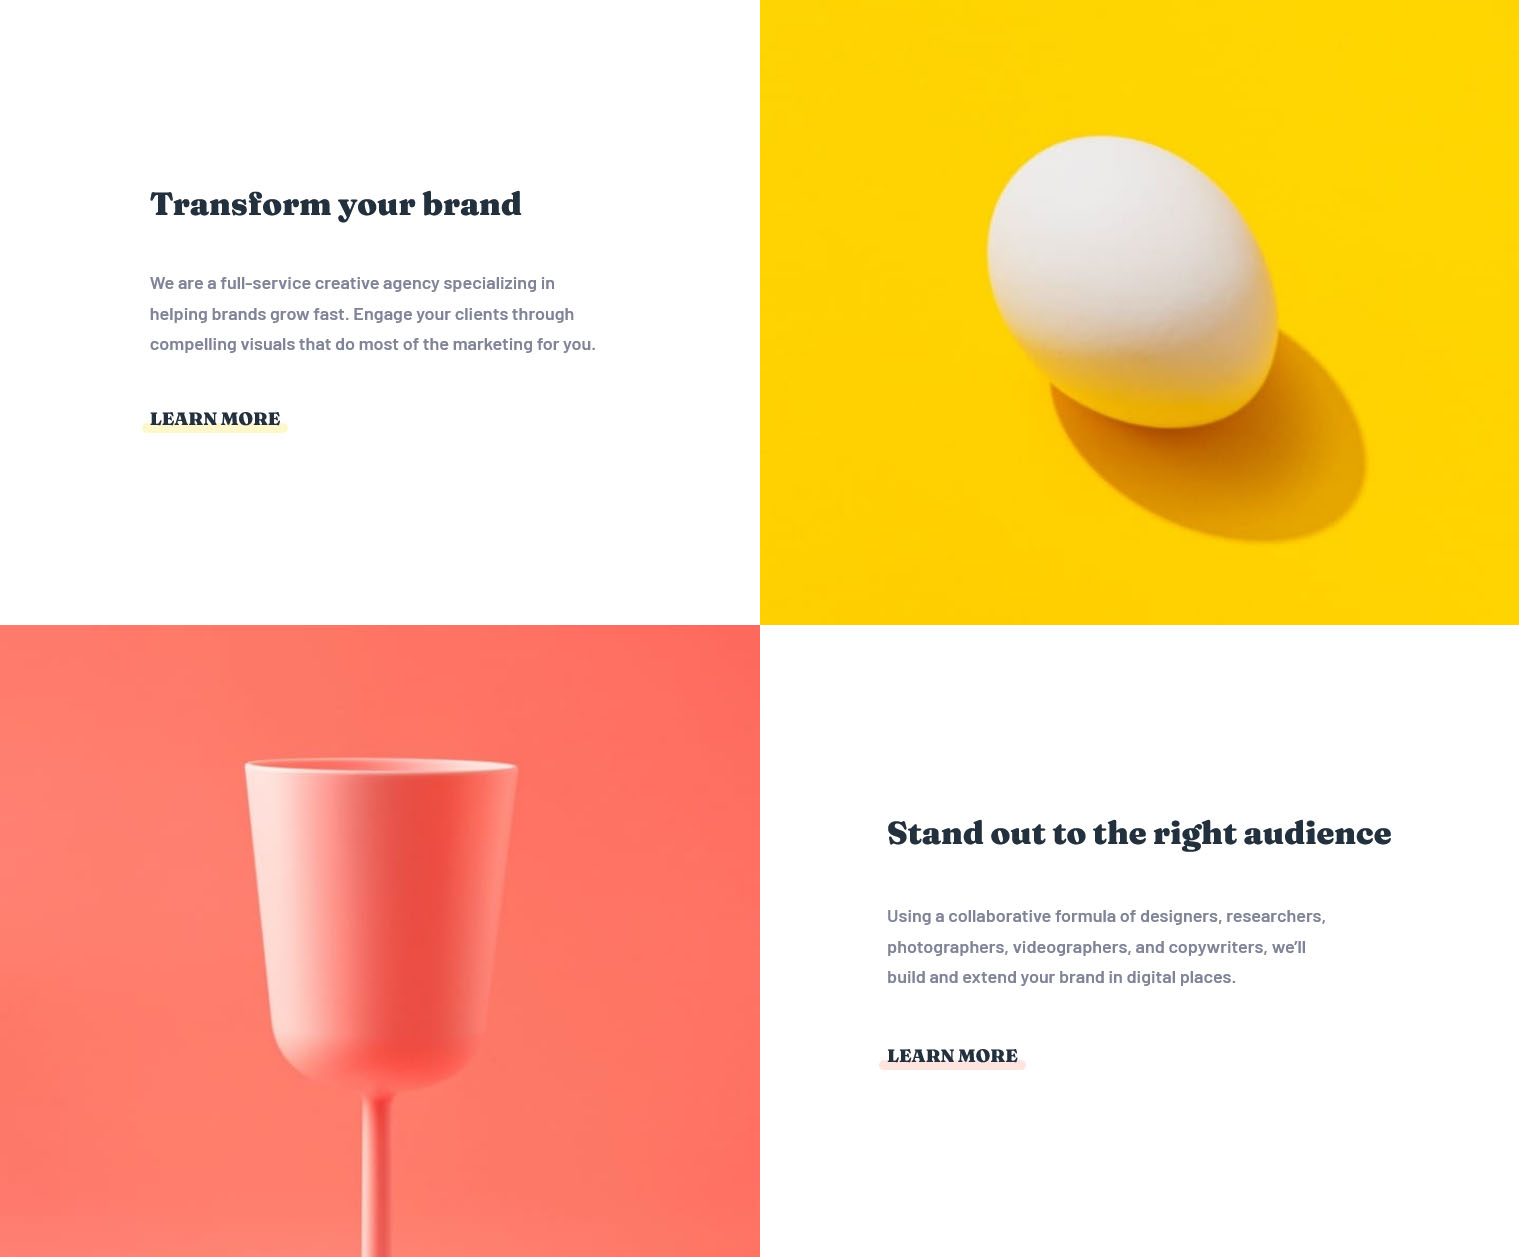 Transform your brand
We are a full-service creative agency specializing in
helping brands grow fast. Engage your clients through
compelling visuals that do most of the marketing for you.
LEARN MORE
Stand out to the right audience
Using a collaborative formula of designers, researchers,
photographers, videographers, and copywriters, we’ll
build and extend your brand in digital places.
LEARN MORE